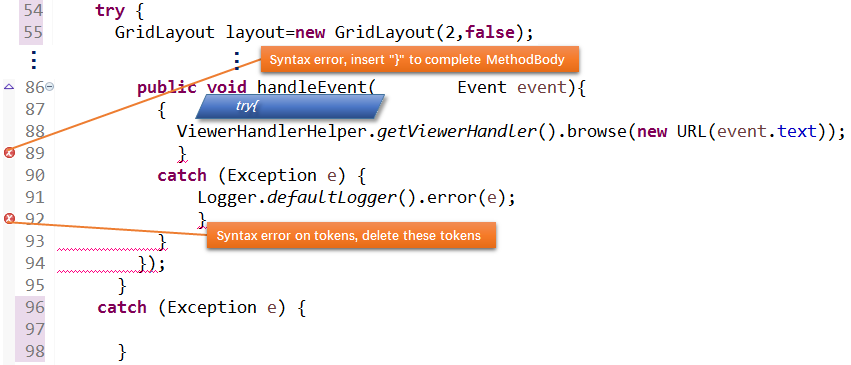 54 try {
55 GridLayout layout=new GridLayout(2,false);
Syntax error, insert "}" to complete MethodBody
86 public void handleEvent( Event event){
try{
87 {
88 ViewerHandlerHelper.getViewerHandler().browse(new URL(event.text));
89 }
90 catch (Exception e) {
91 Logger.defaultLogger().error(e);
92 }
Syntax error on tokens, delete these tokens
93 }
94 });
95 }
96 catch (Exception e) {
97
98 }